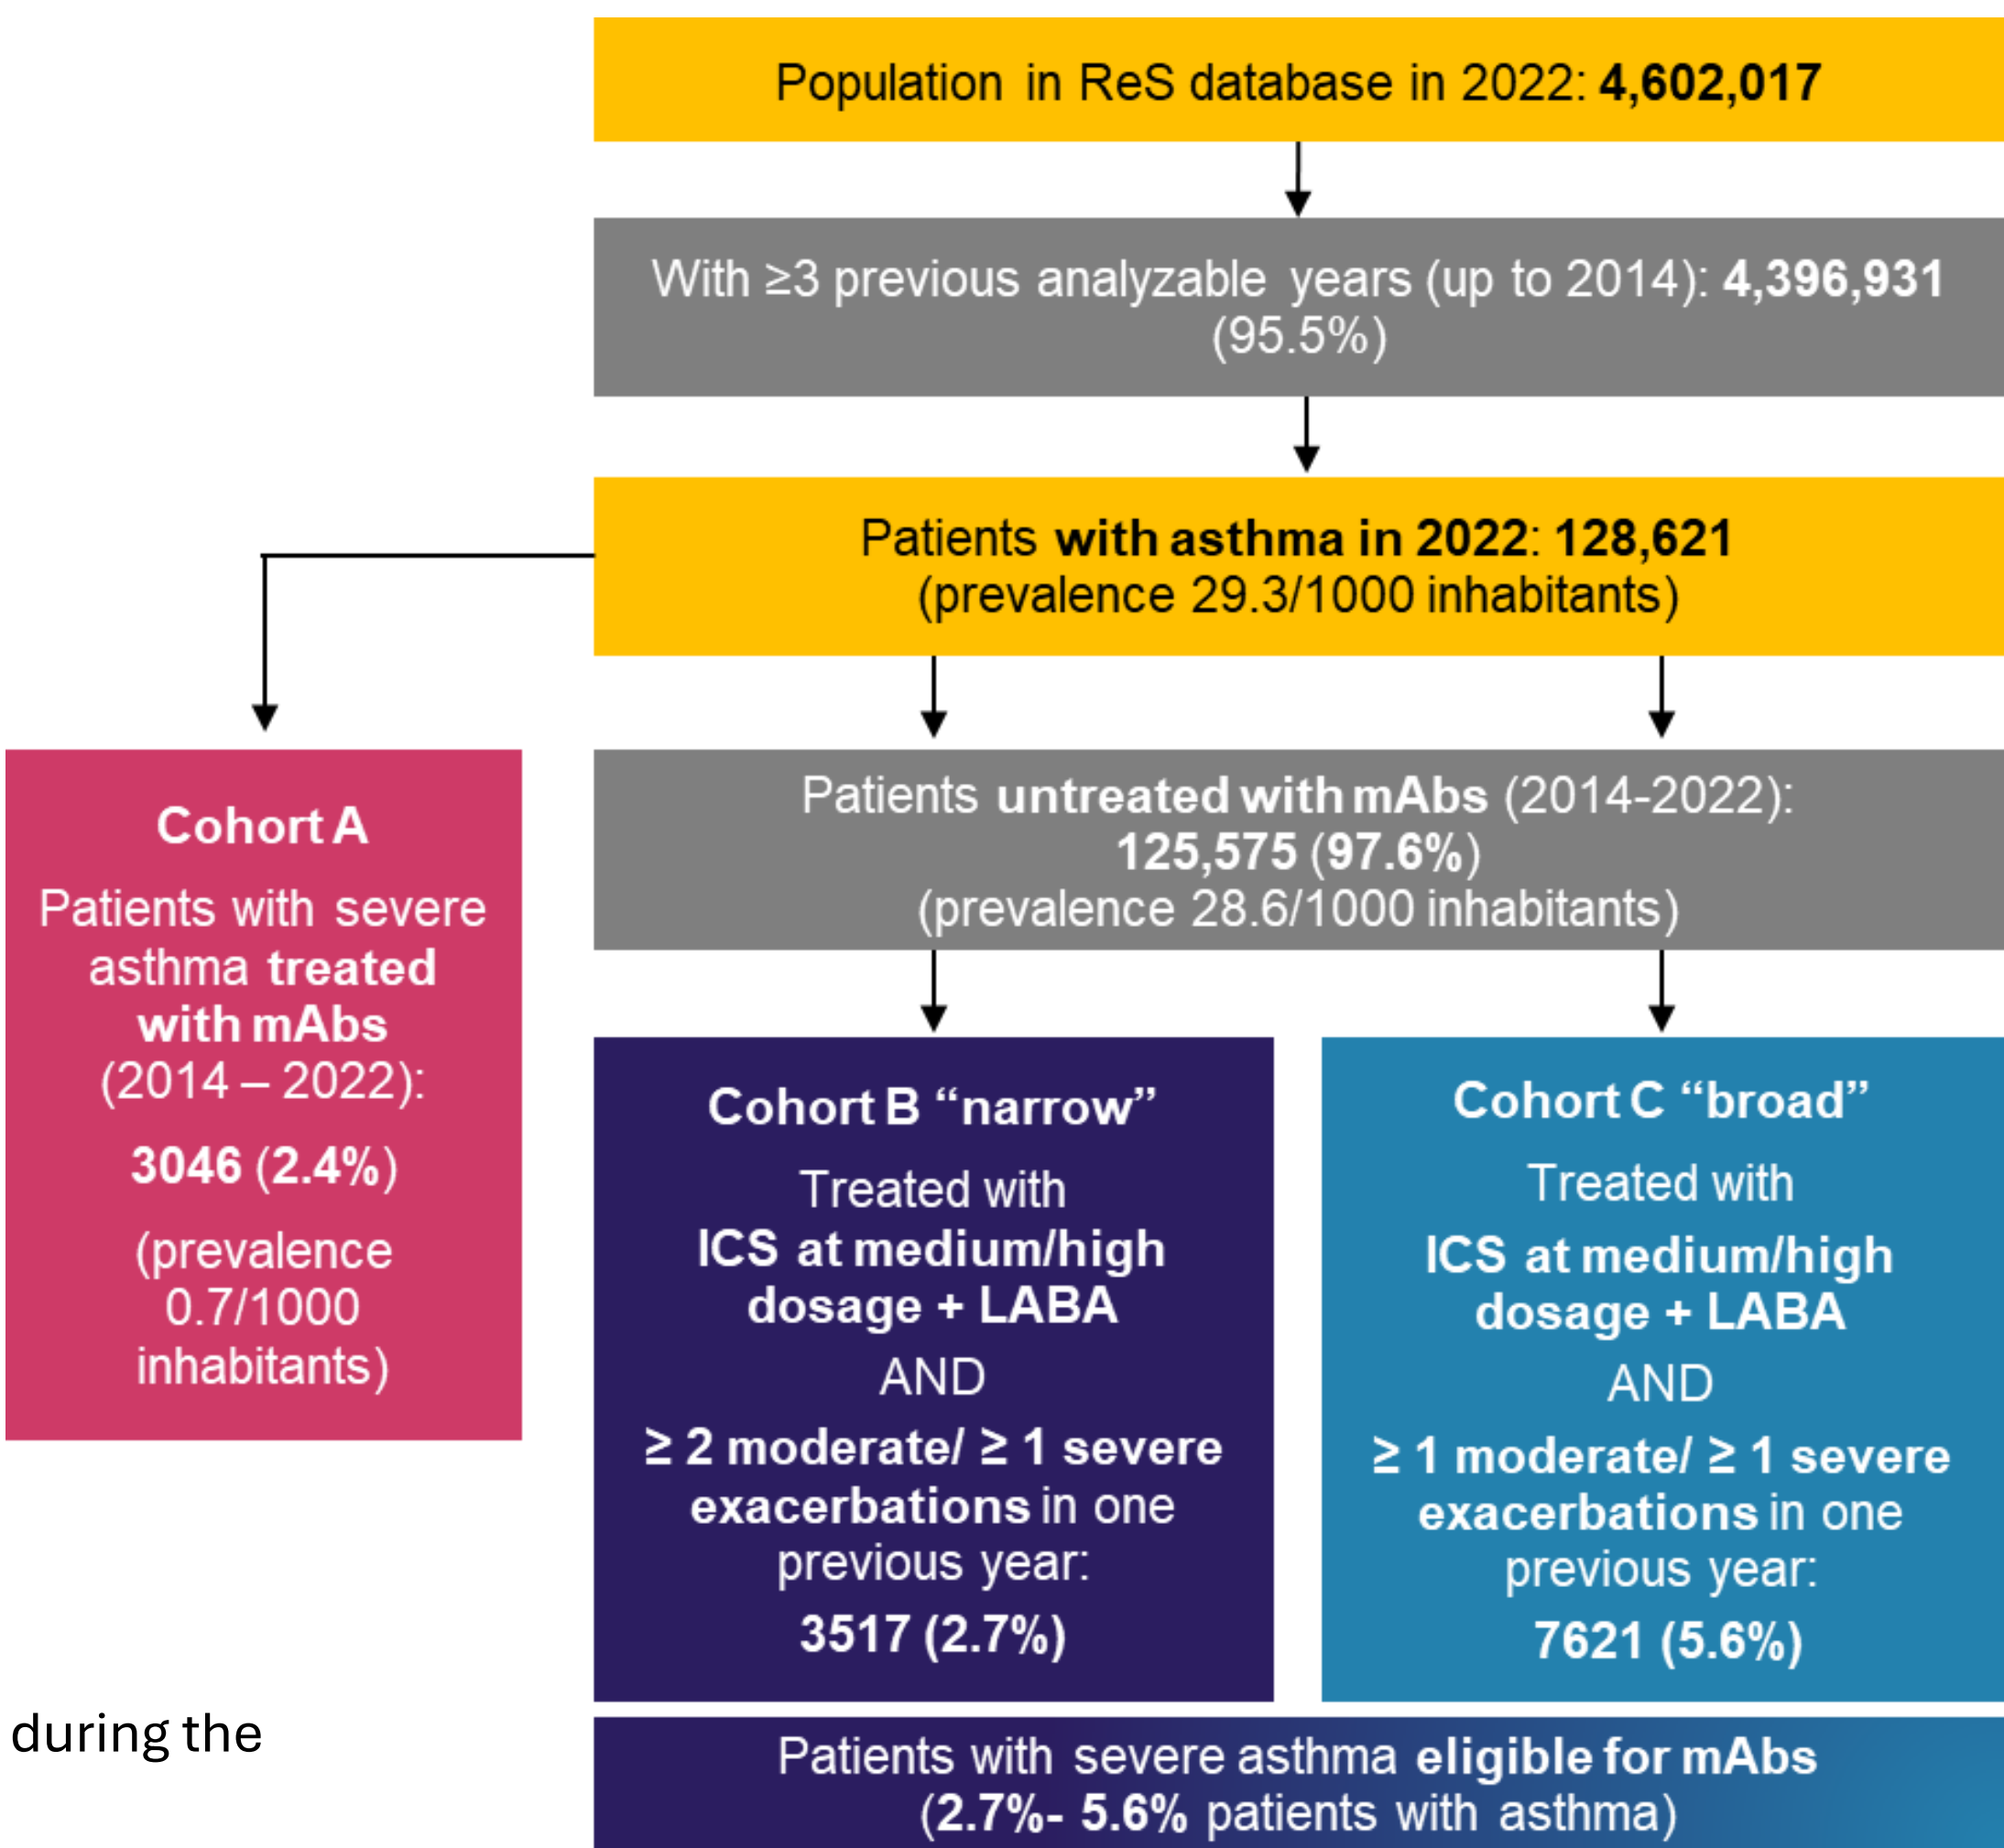 Population in ReS database in 2022: 4,602,017
With ≥3 previous analyzable years (up to 2014): 4,396,931
(95.5%)
Patients with asthma in 2022: 128,621
(prevalence 29.3/1000 inhabitants)
Cohort A
Patients with severe
asthma treated
with mAbs
(2014 – 2022):
3046 (2.4%)
(prevalence
0.7/1000
inhabitants)
Patients untreated with mAbs (2014-2022):
125,575 (97.6%)
(prevalence 28.6/1000 inhabitants)
Cohort B “narrow”
Treated with
ICS at medium/high
dosage + LABA
AND
≥ 2 moderate/ ≥ 1 severe
exacerbations in one
previous year:
3517 (2.7%)
Cohort C “broad”
Treated with
ICS at medium/high
dosage + LABA
AND
≥ 1 moderate/ ≥ 1 severe
exacerbations in one
previous year:
7621 (5.6%)
during the
Patients with severe asthma eligible for mAbs
(2.7%- 5.6% patients with asthma)